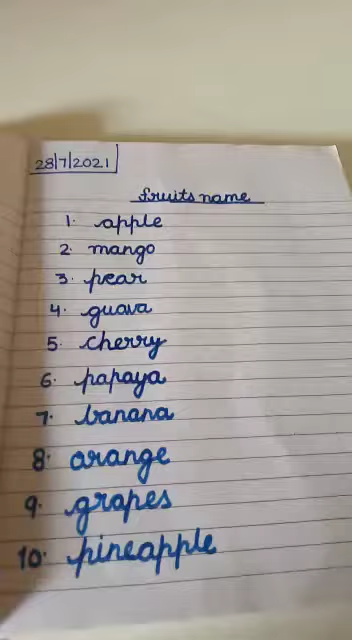 28/7/2021
fruits name
1. apple
2. mango
3. pear
4. guava
5. cherry
6. papaya
7. banana
8. orange
9. grapes
10. pineapple